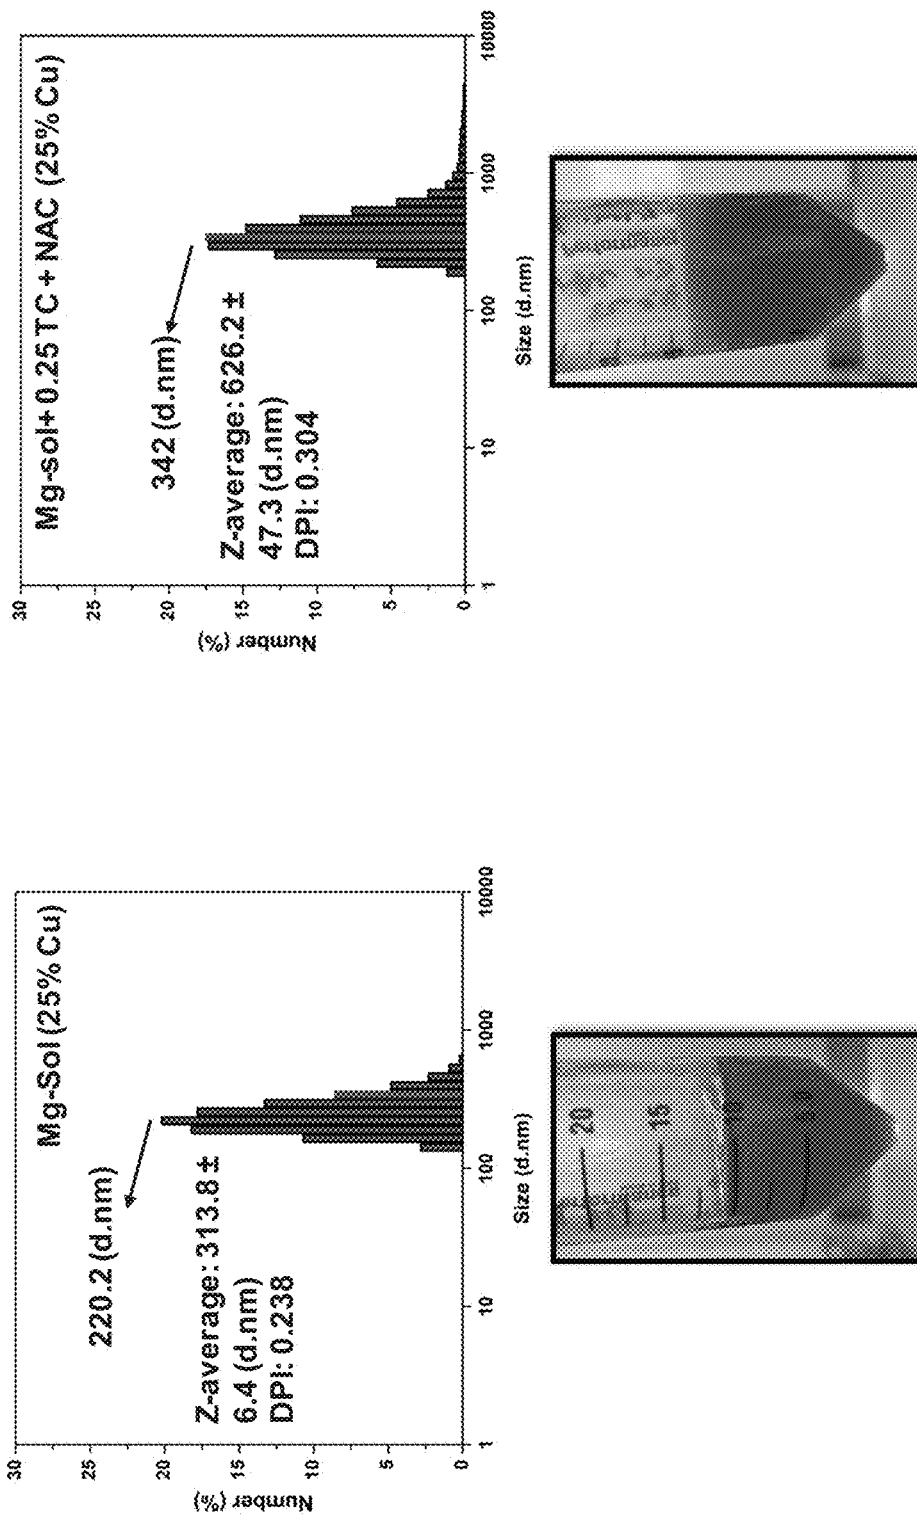 Mg-Sol (25% Cu)
220.2 (d.nm)
Z-average: 313.8 ±
6.4 (d.nm)
DPI: 0.238
Number (%)
30
25
20
15
10
5
0
1
10
100
1000
10000
Size (d.nm)
20
15
Mg-sol+0.25 TC + NAC (25% Cu)
342 (d.nm)
Z-average: 626.2 ±
47.3 (d.nm)
DPI: 0.304
Number (%)
30
25
20
15
10
5
0
1
10
100
1000
10000
Size (d.nm)